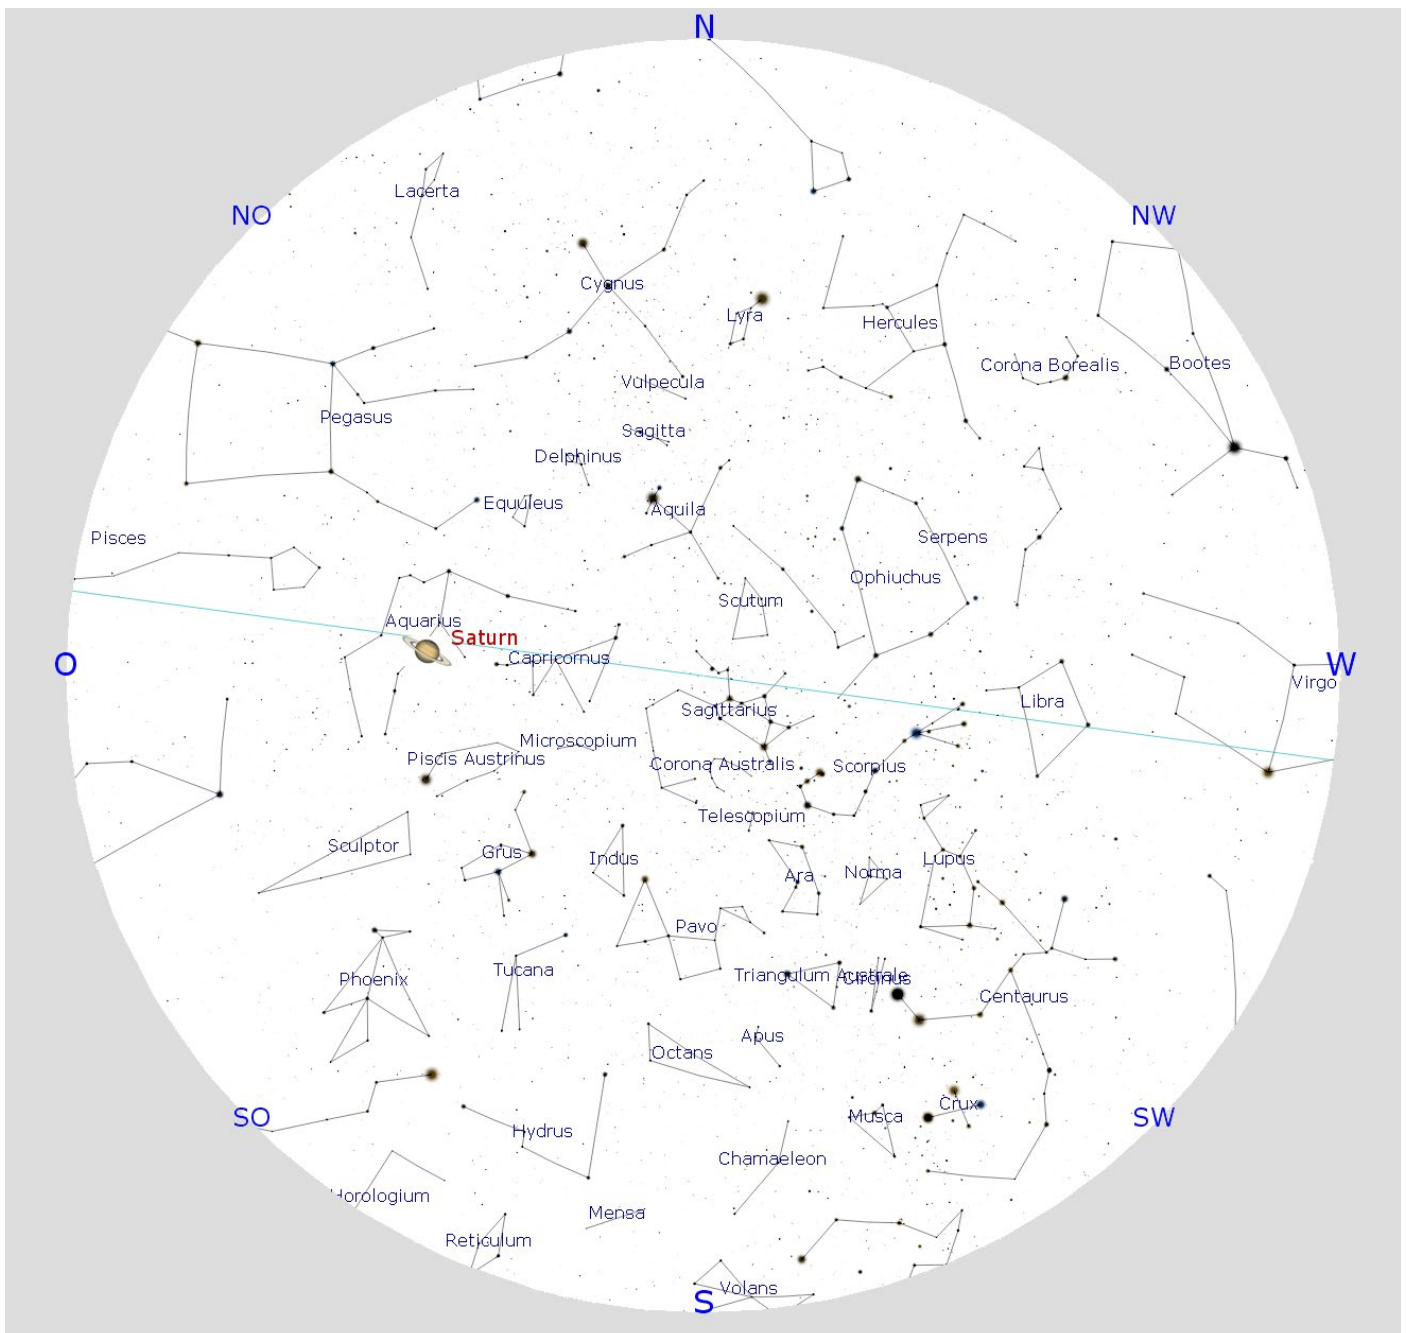 N
Lacerta
NO
NW
Cygnus
Lyra
Hercules
Corona Borealis
Bootes
Vulpecula
Pegasus
Sagitta
Delphinus
Equuleus
Aquila
Pisces
Serpens
Ophiuchus
Scutum
Aquarius
Saturn
O
Capricornus
W
Virgo
Libra
Sagittarius
Microscopium
Piscis Austrinus
Corona Australis
Scorpius
Telescopium
Sculptor
Grus
Indus
Ara
Norma
Lupus
Pavo
Phoenix
Tucana
Triangulum Australe
Circinus
Centaurus
Apus
Octans
SO
Hydrus
Musca
Crux
SW
Chamaeleon
Horologium
Mensa
Reticulum
Volans
S